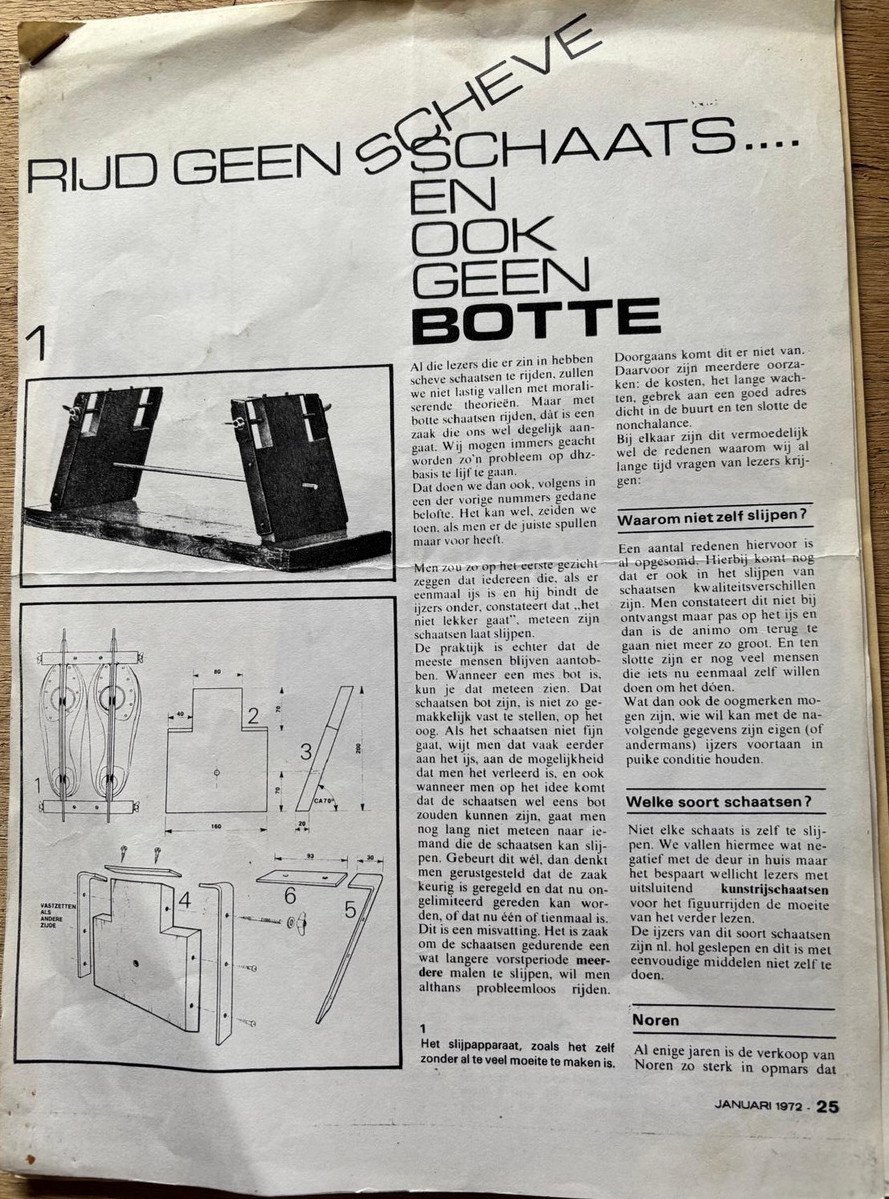 RIJD GEEN SCHEVE
SCHAATS....
EN
OOK
GEEN
BOTTE
1
Al die lezers die er zin in hebben
scheve schaatsen te rijden, zullen
we niet lastig vallen met morali-
serende theorieën. Maar met
botte schaatsen rijden, dát is een
zaak die ons wel degelijk aan-
gaat. Wij mogen immers geacht
worden zo'n probleem op dhz-
basis te lijf te gaan.
Dat doen we dan ook, volgens in
een der vorige nummers gedane
belofte. Het kan wel, zeiden we
toen, als men er de juiste spullen
maar voor heeft.
Men zou zo op het eerste gezicht
zeggen dat iedereen die, als er
eenmaal ijs is en hij bindt de
ijzers onder, constateert dat „het
niet lekker gaat”, meteen zijn
schaatsen laat slijpen.
De praktijk is echter dat de
meeste mensen blijven aantob-
ben. Wanneer een mes bot is,
kun je dat meteen zien. Dat
schaatsen bot zijn, is niet zo ge-
makkelijk vast te stellen, op het
oog. Als het schaatsen niet fijn
gaat, wijt men dat vaak eerder
aan het ijs, aan de mogelijkheid
dat men het verleerd is, en ook
wanneer men op het idee komt
dat de schaatsen wel eens bot
zouden kunnen zijn, gaat men
nog lang niet meteen naar ie-
mand die de schaatsen kan slij-
pen. Gebeurt dit wél, dan denkt
men gerustgesteld dat de zaak
keurig is geregeld en dat nu on-
gelimiteerd gereden kan wor-
den, of dat nu één of tienmaal is.
Dit is een misvatting. Het is zaak
om de schaatsen gedurende een
wat langere vorstperiode meer-
dere malen te slijpen, wil men
althans probleemloos rijden.
1
Het slijpapparaat, zoals het zelf
zonder al te veel moeite te maken is.
Doorgaans komt dit er niet van.
Daarvoor zijn meerdere oorza-
ken: de kosten, het lange wach-
ten, gebrek aan een goed adres
dicht in de buurt en ten slotte de
nonchalance.
Bij elkaar zijn dit vermoedelijk
wel de redenen waarom wij al
lange tijd vragen van lezers krij-
gen:
Waarom niet zelf slijpen?
Een aantal redenen hiervoor is
al opgesomd. Hierbij komt nog
dat er ook in het slijpen van
schaatsen kwaliteitsverschillen
zijn. Men constateert dit niet bij
ontvangst maar pas op het ijs en
dan is de animo om terug te
gaan niet meer zo groot. En ten
slotte zijn er nog veel mensen
die iets nu eenmaal zelf willen
doen om het dóen.
Wat dan ook de oogmerken mo-
gen zijn, wie wil kan met de na-
volgende gegevens zijn eigen (of
andermans) ijzers voortaan in
puike conditie houden.
Welke soort schaatsen?
Niet elke schaats is zelf te slij-
pen. We vallen hiermee wat ne-
gatief met de deur in huis maar
het bespaart wellicht lezers met
uitsluitend kunstrijschaatsen
voor het figuurrijden de moeite
van het verder lezen.
De ijzers van dit soort schaatsen
zijn nl. hol geslepen en dit is met
eenvoudige middelen niet zelf te
doen.
Noren
Al enige jaren is de verkoop van
Noren zo sterk in opmars dat
1
80
40
2
70
70
160
3
200
CA 70°
20
VASTZETTEN
ALS
ANDERE
ZIJDE
4
93
6
30
5
JANUARI 1972 - 25